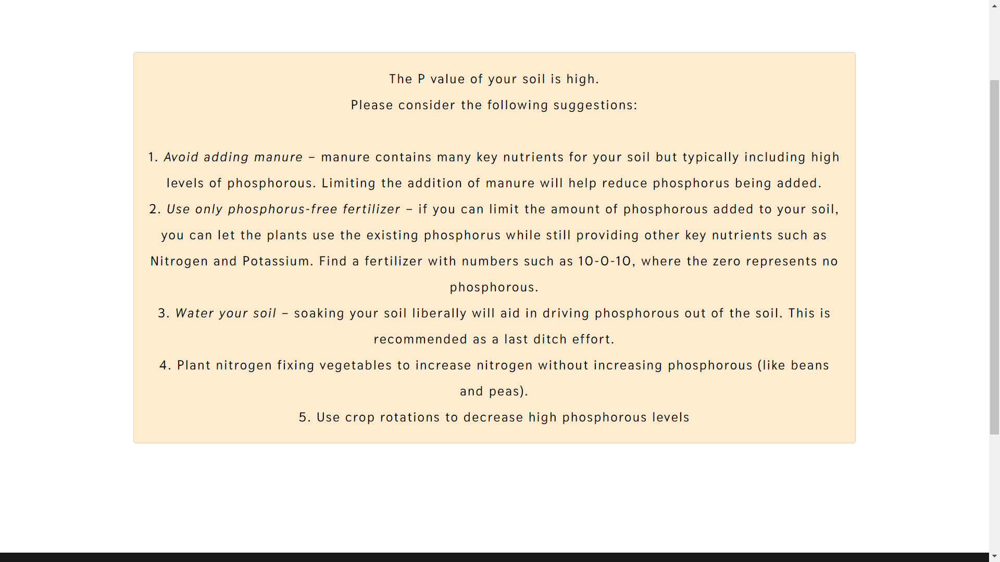 The P value of your soil is high.
Please consider the following suggestions:
1. Avoid adding manure – manure contains many key nutrients for your soil but typically including high
levels of phosphorous. Limiting the addition of manure will help reduce phosphorus being added.
2. Use only phosphorus-free fertilizer – if you can limit the amount of phosphorous added to your soil,
you can let the plants use the existing phosphorus while still providing other key nutrients such as
Nitrogen and Potassium. Find a fertilizer with numbers such as 10-0-10, where the zero represents no
phosphorous.
3. Water your soil – soaking your soil liberally will aid in driving phosphorous out of the soil. This is
recommended as a last ditch effort.
4. Plant nitrogen fixing vegetables to increase nitrogen without increasing phosphorous (like beans
and peas).
5. Use crop rotations to decrease high phosphorous levels